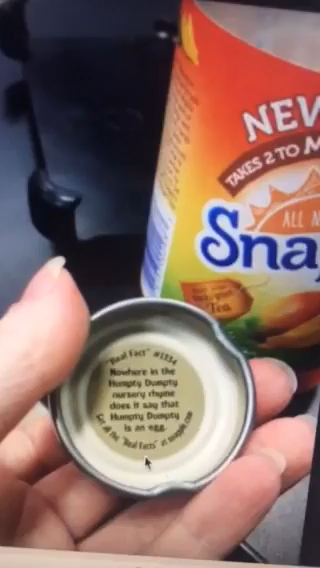 NEW
TAKES 2 TO M
ALL N
Sna
Tea
"Real Fact" #1334
Nowhere in the
Humpty Dumpty
nursery rhyme
does it say that
Humpty Dumpty
is an egg.
Get all the "Real Facts" at snapple.com